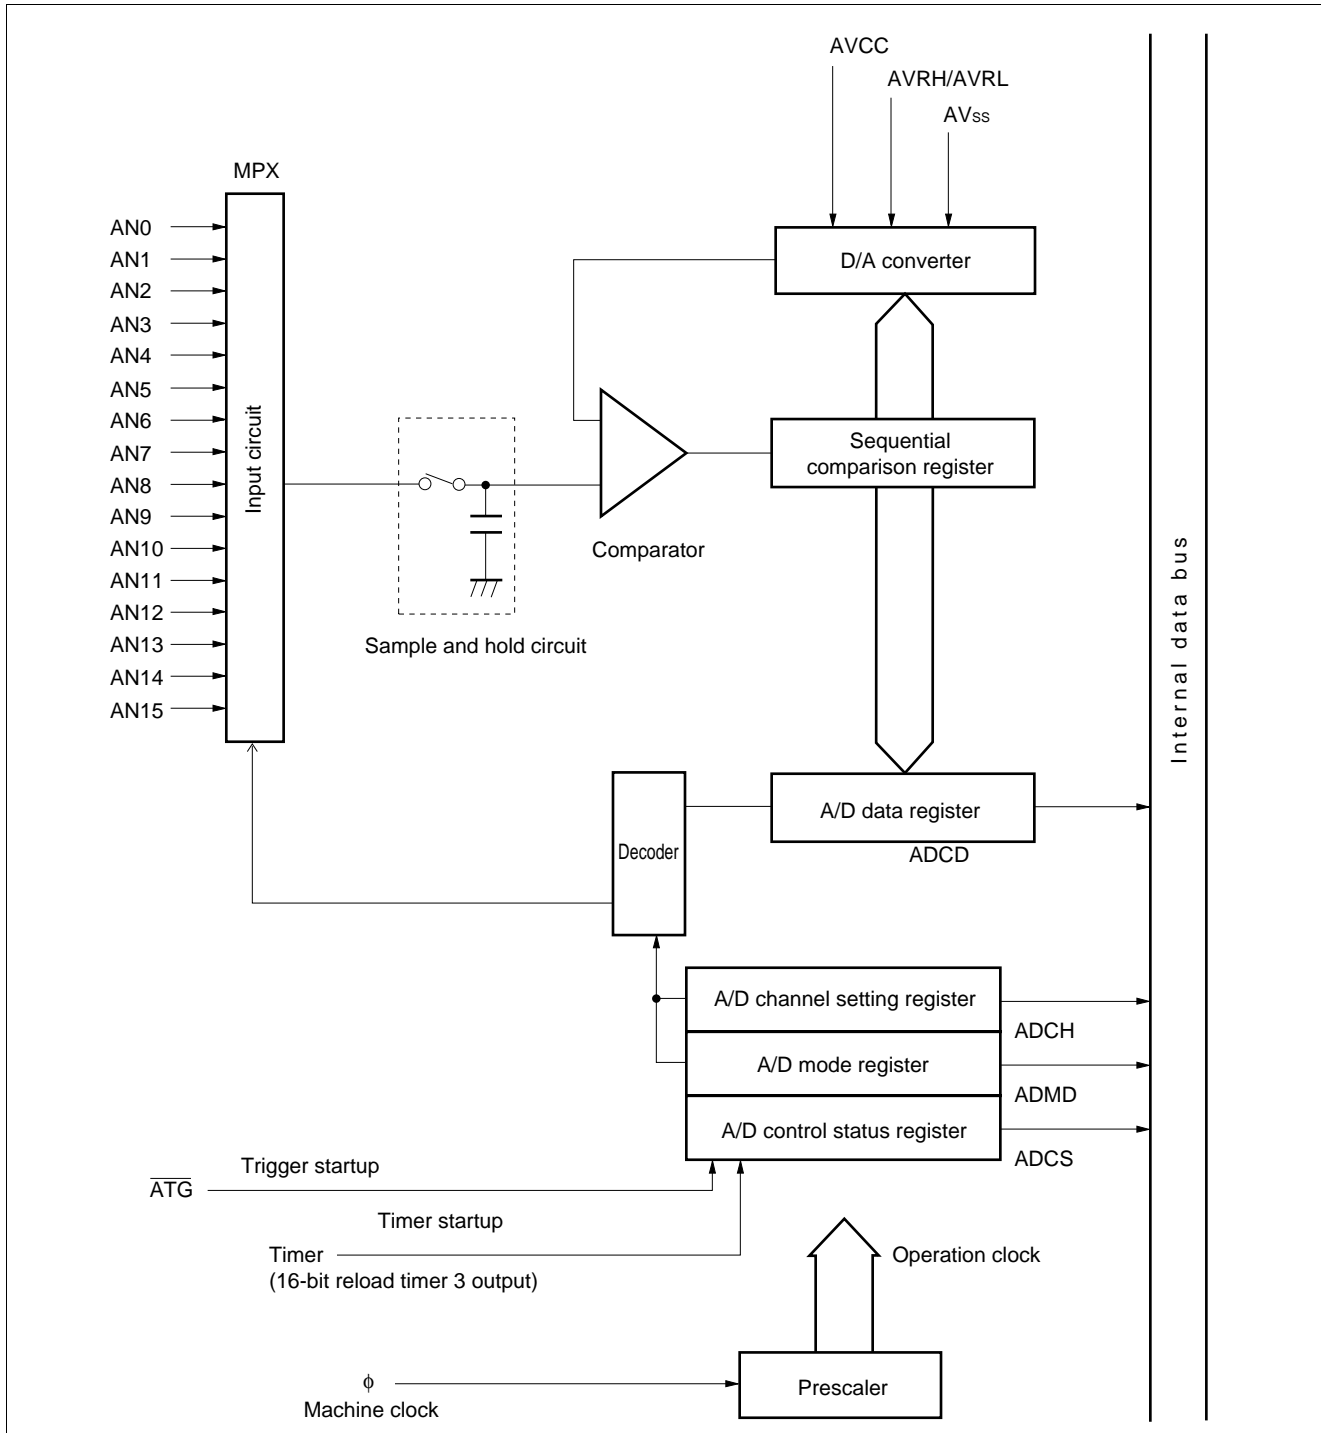 AVCC
AVRH/AVRL
AVss
MPX
AN0
AN1
AN2
AN3
AN4
AN5
AN6
AN7
AN8
AN9
AN10
AN11
AN12
AN13
AN14
AN15
Input circuit
D/A converter
Sequential
comparison register
Comparator
Sample and hold circuit
Internal data bus
Decoder
A/D data register
ADCD
A/D channel setting register
ADCH
A/D mode register
ADMD
A/D control status register
ADCS
Trigger startup
ATG
Timer startup
Timer
(16-bit reload timer 3 output)
Operation clock
Prescaler
ϕ
Machine clock